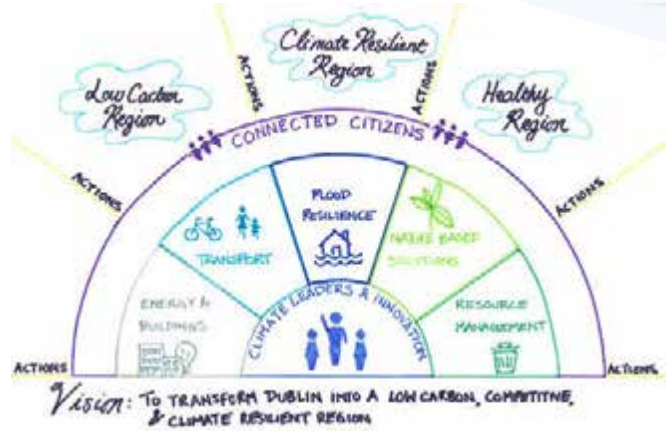 Climate Resilient
Region
Low Carbon
Region
Healthy
Region
ACTIONS
ACTIONS
ACTIONS
ACTIONS
ACTIONS
ACTIONS
CONNECTED CITIZENS
FLOOD
RESILIENCE
TRANSPORT
NATURE BASED
SOLUTIONS
ENERGY &
BUILDINGS
RESOURCE
MANAGEMENT
CLIMATE LEADERS & INNOVATION
Vision: TO TRANSFORM DUBLIN INTO A LOW CARBON, COMPETITIVE,
& CLIMATE RESILIENT REGION